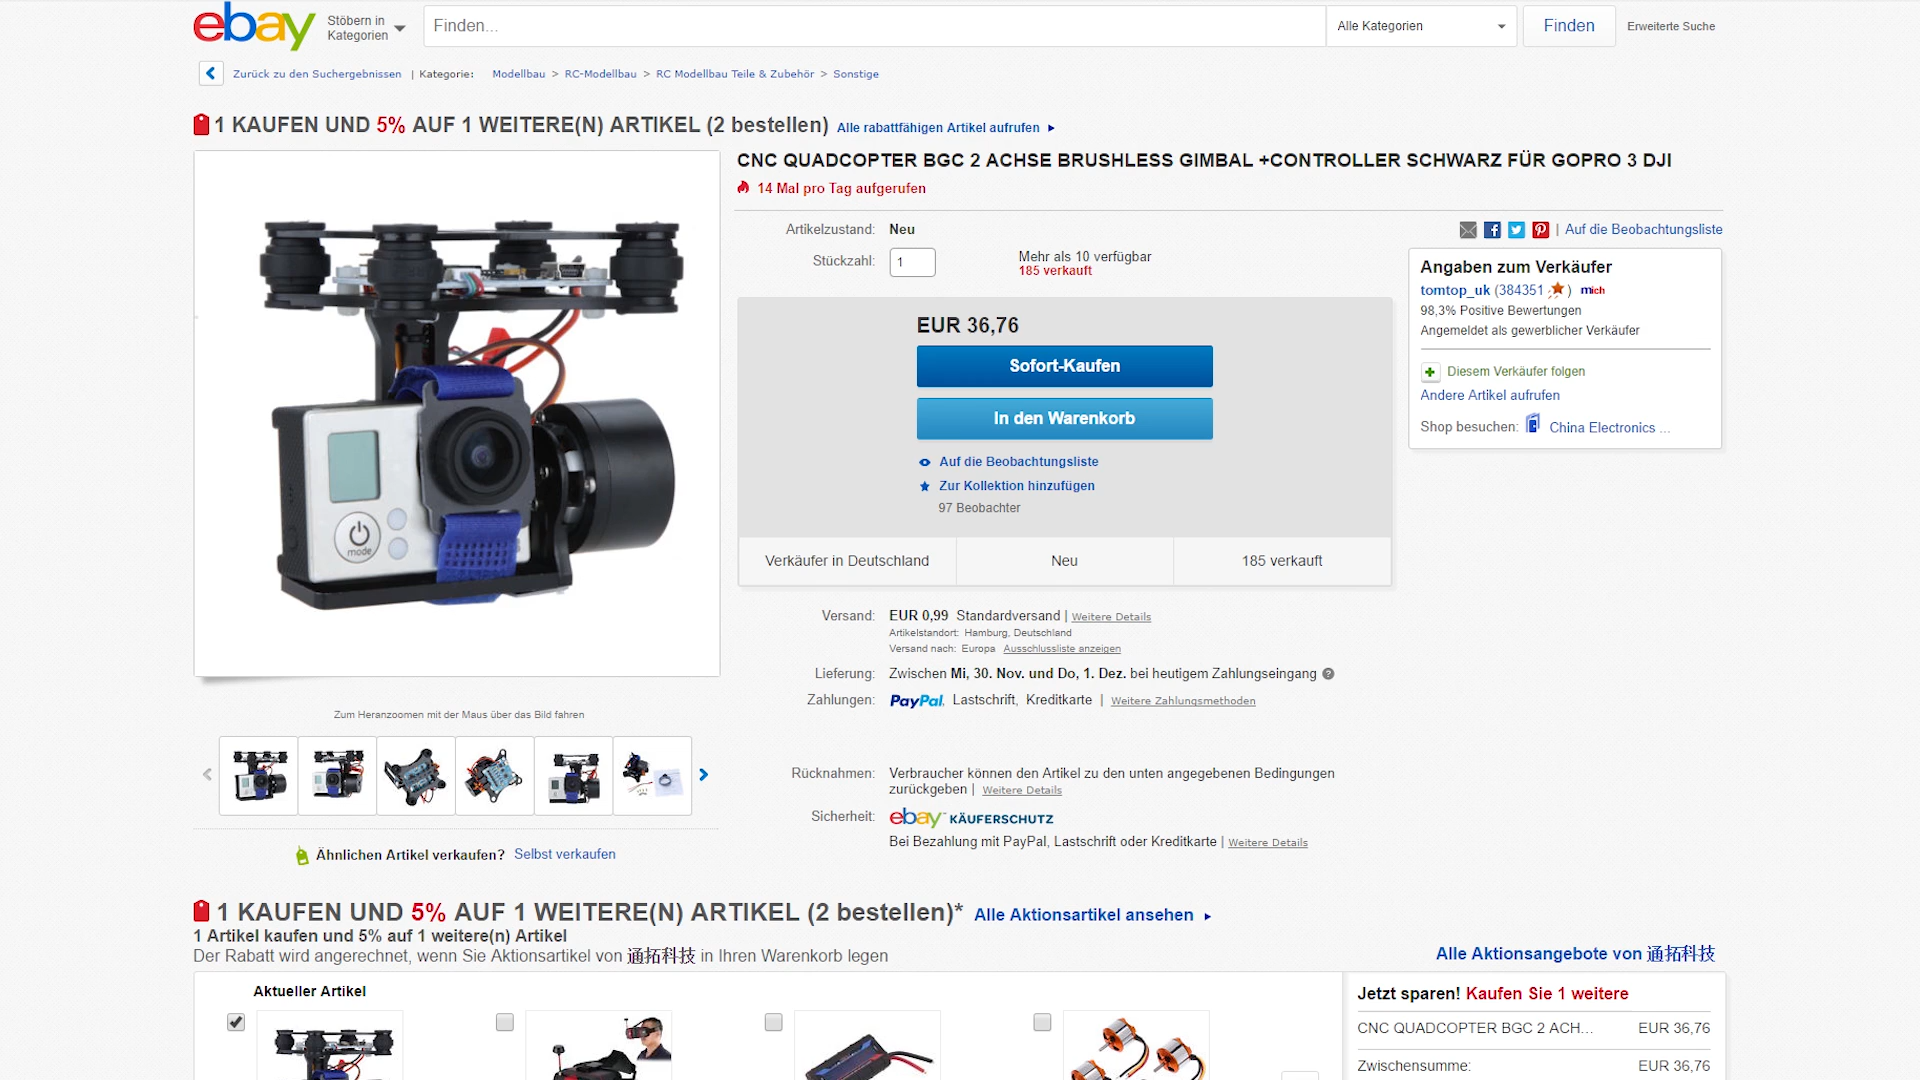 ebay
Stöbern in
Kategorien
Finden...
Alle Kategorien
Finden
Erweiterte Suche
Zurück zu den Suchergebnissen | Kategorie: Modellbau > RC-Modellbau > RC Modellbau Teile & Zubehör > Sonstige
1 KAUFEN UND 5% AUF 1 WEITERE(N) ARTIKEL (2 bestellen) Alle rabattfähigen Artikel aufrufen
CNC QUADCOPTER BGC 2 ACHSE BRUSHLESS GIMBAL +CONTROLLER SCHWARZ FÜR GOPRO 3 DJI
14 Mal pro Tag aufgerufen
Artikelzustand: Neu
| Auf die Beobachtungsliste
Stückzahl: 1
Mehr als 10 verfügbar
185 verkauft
Angaben zum Verkäufer
tomtop_uk (384351 ) mich
98,3% Positive Bewertungen
Angemeldet als gewerblicher Verkäufer
Diesem Verkäufer folgen
Andere Artikel aufrufen
Shop besuchen: China Electronics ...
EUR 36,76
Sofort-Kaufen
In den Warenkorb
Auf die Beobachtungsliste
Zur Kollektion hinzufügen
97 Beobachter
Verkäufer in Deutschland
Neu
185 verkauft
mode
Versand: EUR 0,99 Standardversand | Weitere Details
Artikelstandort: Hamburg, Deutschland
Versand nach: Europa Ausschlussliste anzeigen
Lieferung: Zwischen Mi, 30. Nov. und Do, 1. Dez. bei heutigem Zahlungseingang
Zahlungen: PayPal, Lastschrift, Kreditkarte | Weitere Zahlungsmethoden
Zum Heranzoomen mit der Maus über das Bild fahren
Rücknahmen: Verbraucher können den Artikel zu den unten angegebenen Bedingungen
zurückgeben | Weitere Details
Sicherheit: ebay KÄUFERSCHUTZ
Bei Bezahlung mit PayPal, Lastschrift oder Kreditkarte | Weitere Details
Ähnlichen Artikel verkaufen? Selbst verkaufen
1 KAUFEN UND 5% AUF 1 WEITERE(N) ARTIKEL (2 bestellen)* Alle Aktionsartikel ansehen
1 Artikel kaufen und 5% auf 1 weitere(n) Artikel
Der Rabatt wird angerechnet, wenn Sie Aktionsartikel von 通拓科技 in Ihren Warenkorb legen
Alle Aktionsangebote von 通拓科技
Aktueller Artikel
Jetzt sparen! Kaufen Sie 1 weitere
CNC QUADCOPTER BGC 2 ACH... EUR 36,76
Zwischensumme: EUR 36,76